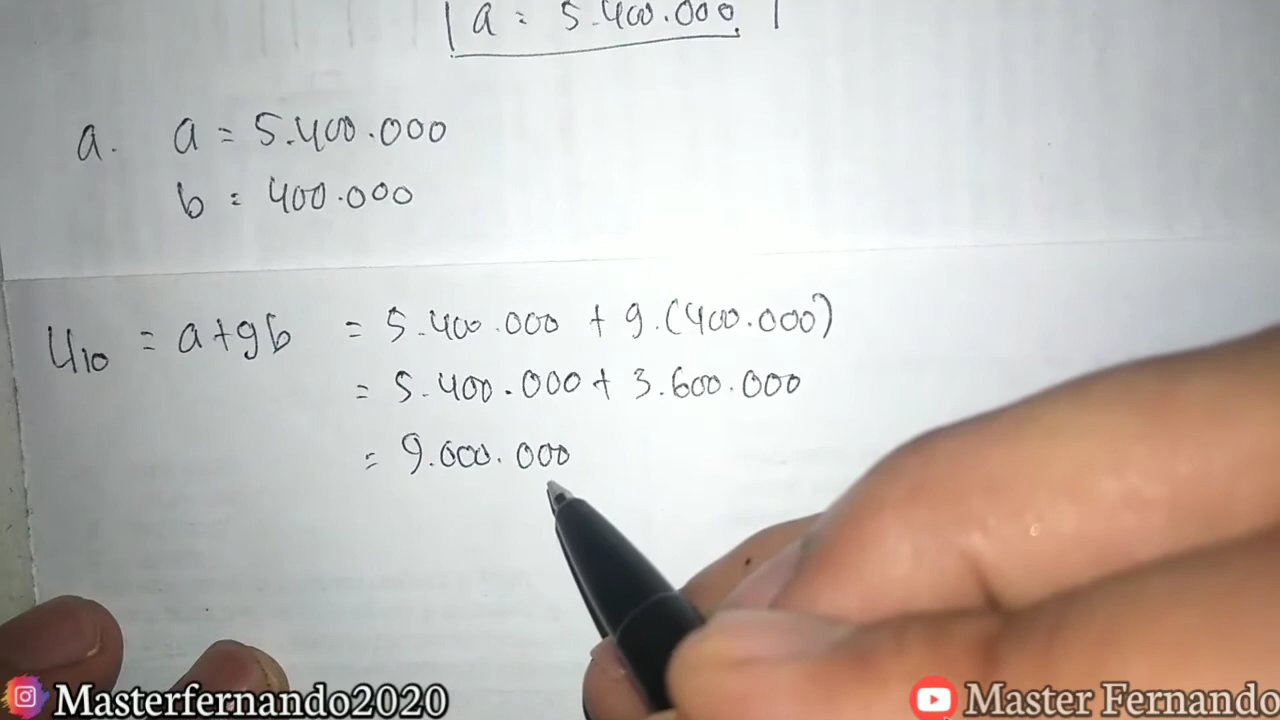 a = 5.400.000
a. a = 5.400.000
b = 400.000
U10 = a+9b = 5.400.000 + 9.(400.000)
= 5.400.000 + 3.600.000
= 9.000.000
Masterfernando2020
Master Fernando